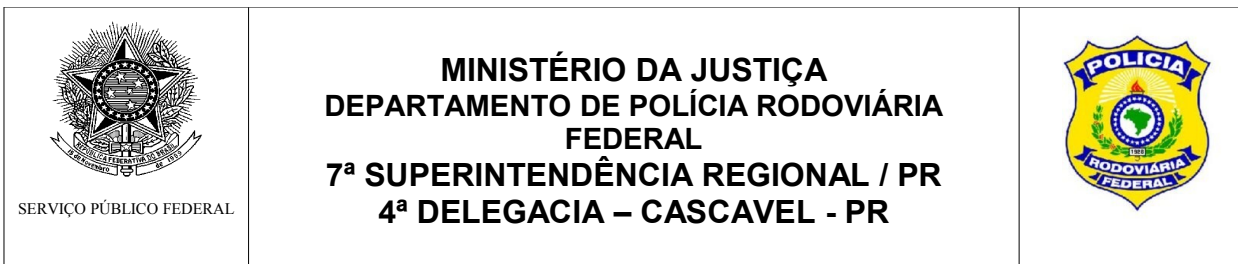 SERVIÇO PÚBLICO FEDERAL
MINISTÉRIO DA JUSTIÇA
DEPARTAMENTO DE POLÍCIA RODOVIÁRIA
FEDERAL
7ª SUPERINTENDÊNCIA REGIONAL / PR
4ª DELEGACIA – CASCAVEL - PR
POLICIA
RODOVIÁRIA
FEDERAL